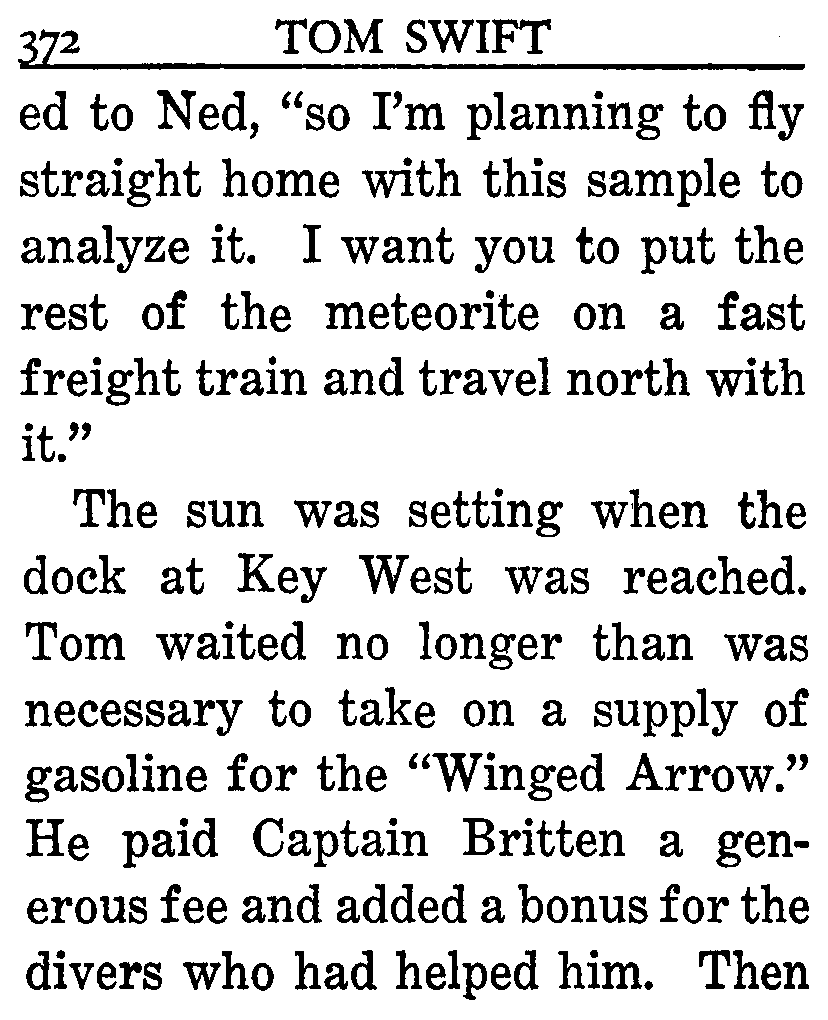 372 TOM SWIFT
ed to Ned, “so I’m planning to fly
straight home with this sample to
analyze it. I want you to put the
rest of the meteorite on a fast
freight train and travel north with
it.”
The sun was setting when the
dock at Key West was reached.
Tom waited no longer than was
necessary to take on a supply of
gasoline for the “Winged Arrow.”
He paid Captain Britten a gen-
erous fee and added a bonus for the
divers who had helped him. Then